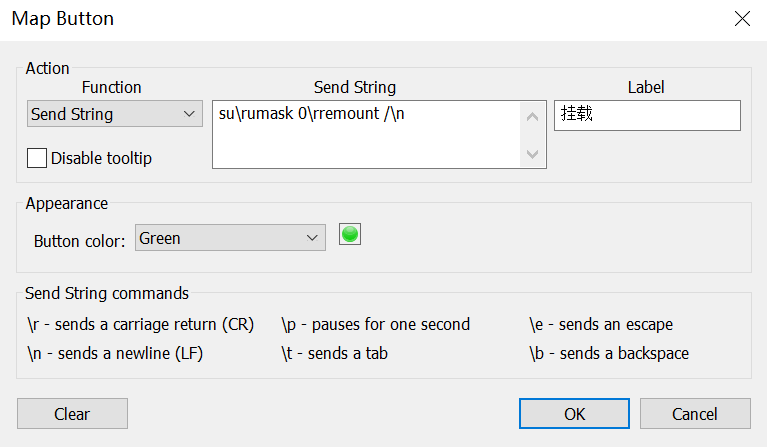 Map Button
Action
Function
Send String
Label
Send String
su\rumask 0\rremount /\n
挂载
Disable tooltip
Appearance
Button color:
Green
Send String commands
\r - sends a carriage return (CR)
\p - pauses for one second
\e - sends an escape
\n - sends a newline (LF)
\t - sends a tab
\b - sends a backspace
Clear
OK
Cancel